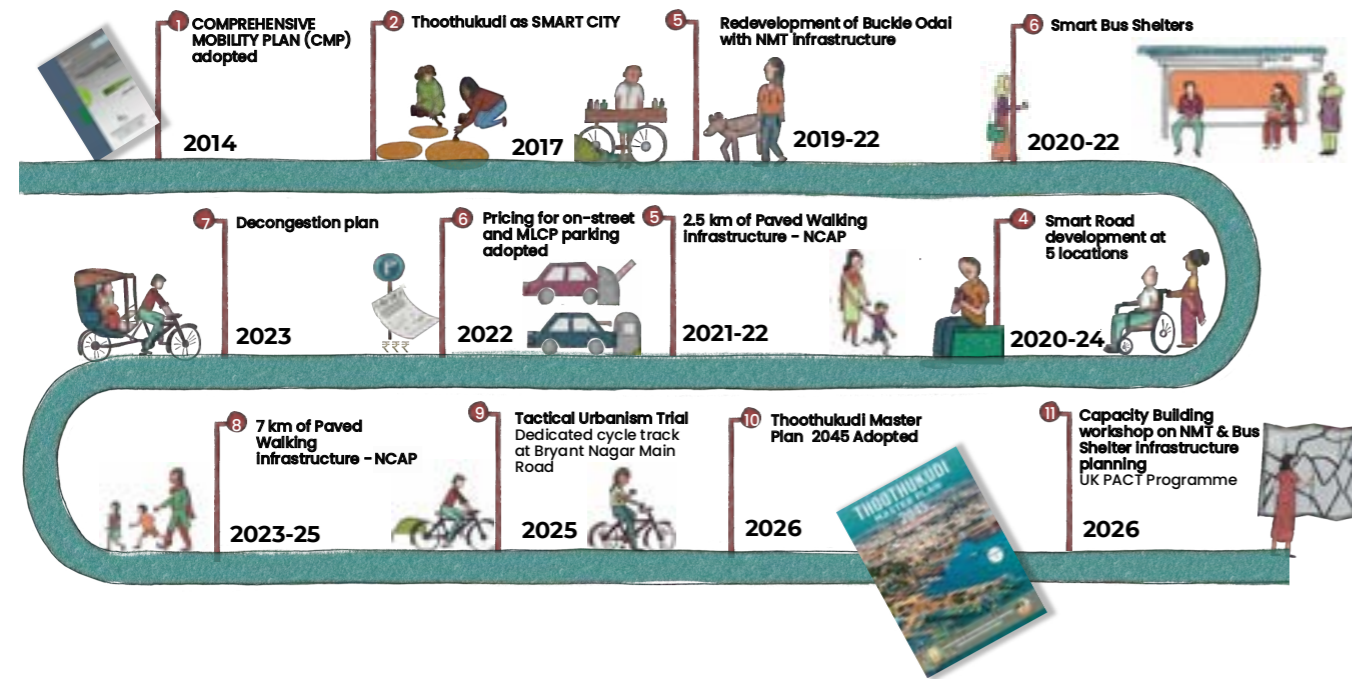 1
COMPREHENSIVE
MOBILITY PLAN (CMP)
adopted
2014
2
Thoothukudi as SMART CITY
2017
5
Redevelopment of Buckle Odai
with NMT infrastructure
2019-22
6
Smart Bus Shelters
2020-22
7
Decongestion plan
2023
6
Pricing for on-street
and MLCP parking
adopted
₹₹₹
2022
5
2.5 km of Paved Walking
infrastructure - NCAP
2021-22
4
Smart Road
development at
5 locations
2020-24
8
7 km of Paved
Walking
infrastructure - NCAP
2023-25
9
Tactical Urbanism Trial
Dedicated cycle track
at Bryant Nagar Main
Road
2025
10
Thoothukudi Master
Plan 2045 Adopted
2026
THOOTHUKUDI
MASTER PLAN
11
Capacity Building
workshop on NMT & Bus
Shelter infrastructure
planning
UK PACT Programme
2026